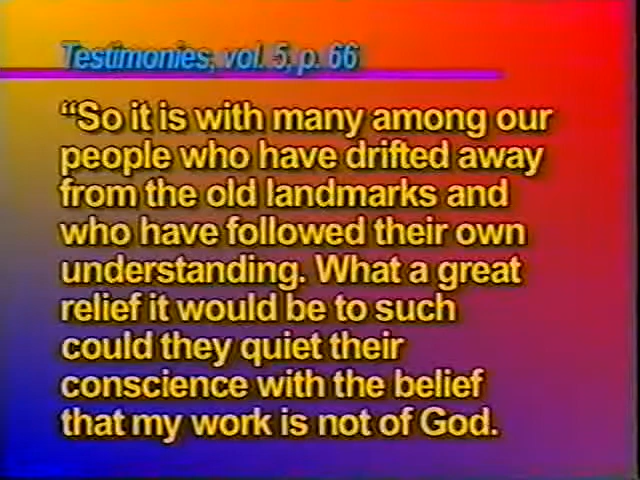 Testimonies, vol. 5, p. 66
“So it is with many among our
people who have drifted away
from the old landmarks and
who have followed their own
understanding. What a great
relief it would be to such
could they quiet their
conscience with the belief
that my work is not of God.